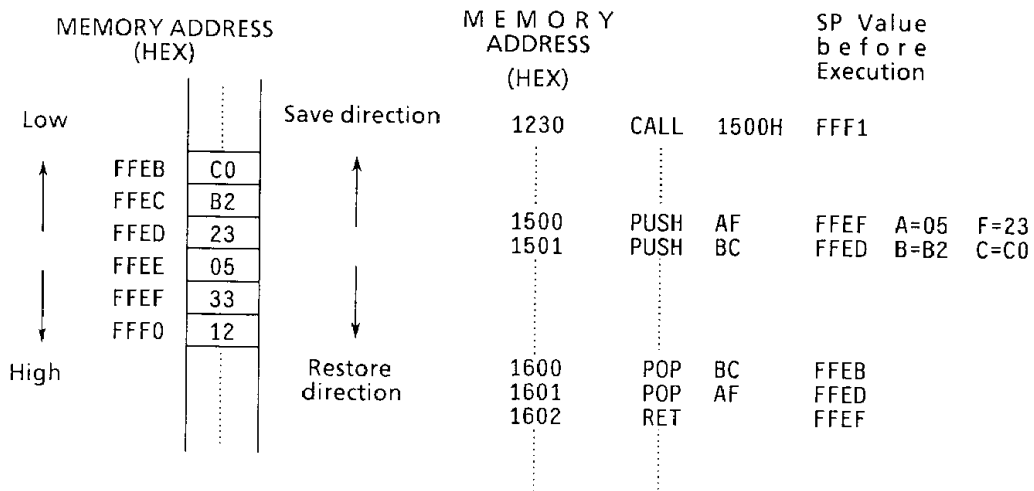 MEMORY ADDRESS
(HEX)
Low
Save direction
FFEB C0
FFEC B2
FFED 23
FFEE 05
FFEF 33
FFF0 12
High
Restore
direction
MEMORY
ADDRESS
(HEX)
SP Value
before
Execution
1230 CALL 1500H FFF1
1500 PUSH AF FFEF A=05 F=23
1501 PUSH BC FFED B=B2 C=C0
1600 POP BC FFEB
1601 POP AF FFED
1602 RET FFEF